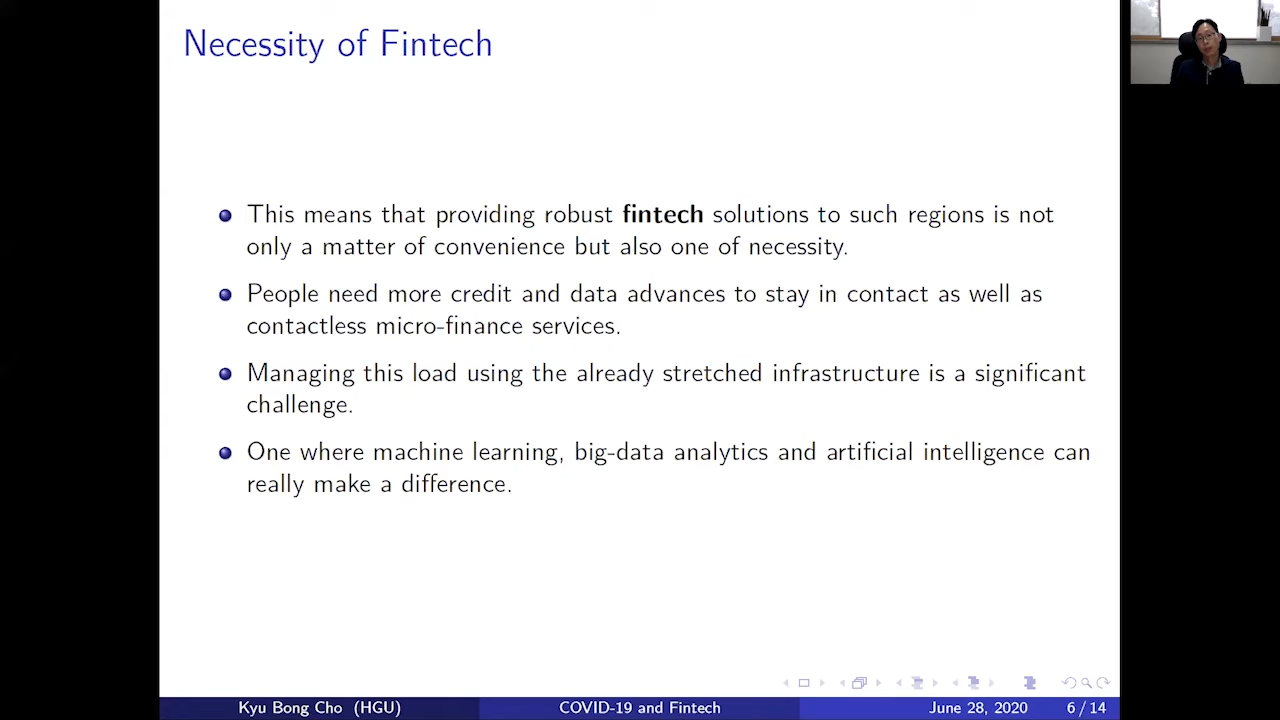 Necessity of Fintech
This means that providing robust fintech solutions to such regions is not
only a matter of convenience but also one of necessity.
People need more credit and data advances to stay in contact as well as
contactless micro-finance services.
Managing this load using the already stretched infrastructure is a significant
challenge.
One where machine learning, big-data analytics and artificial intelligence can
really make a difference.
Kyu Bong Cho (HGU) COVID-19 and Fintech June 28, 2020 6 / 14